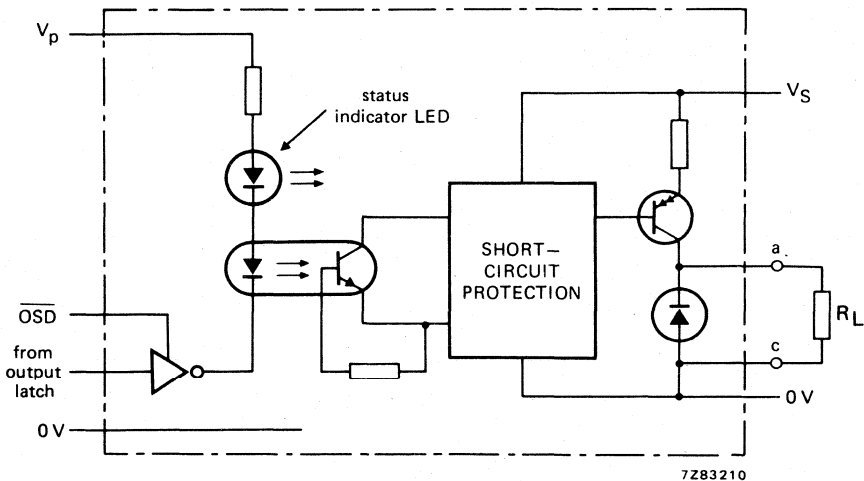 Vp
status
indicator LED
VS
SHORT–
CIRCUIT
PROTECTION
a
RL
c
OSD
from
output
latch
0 V
0 V
7Z83210